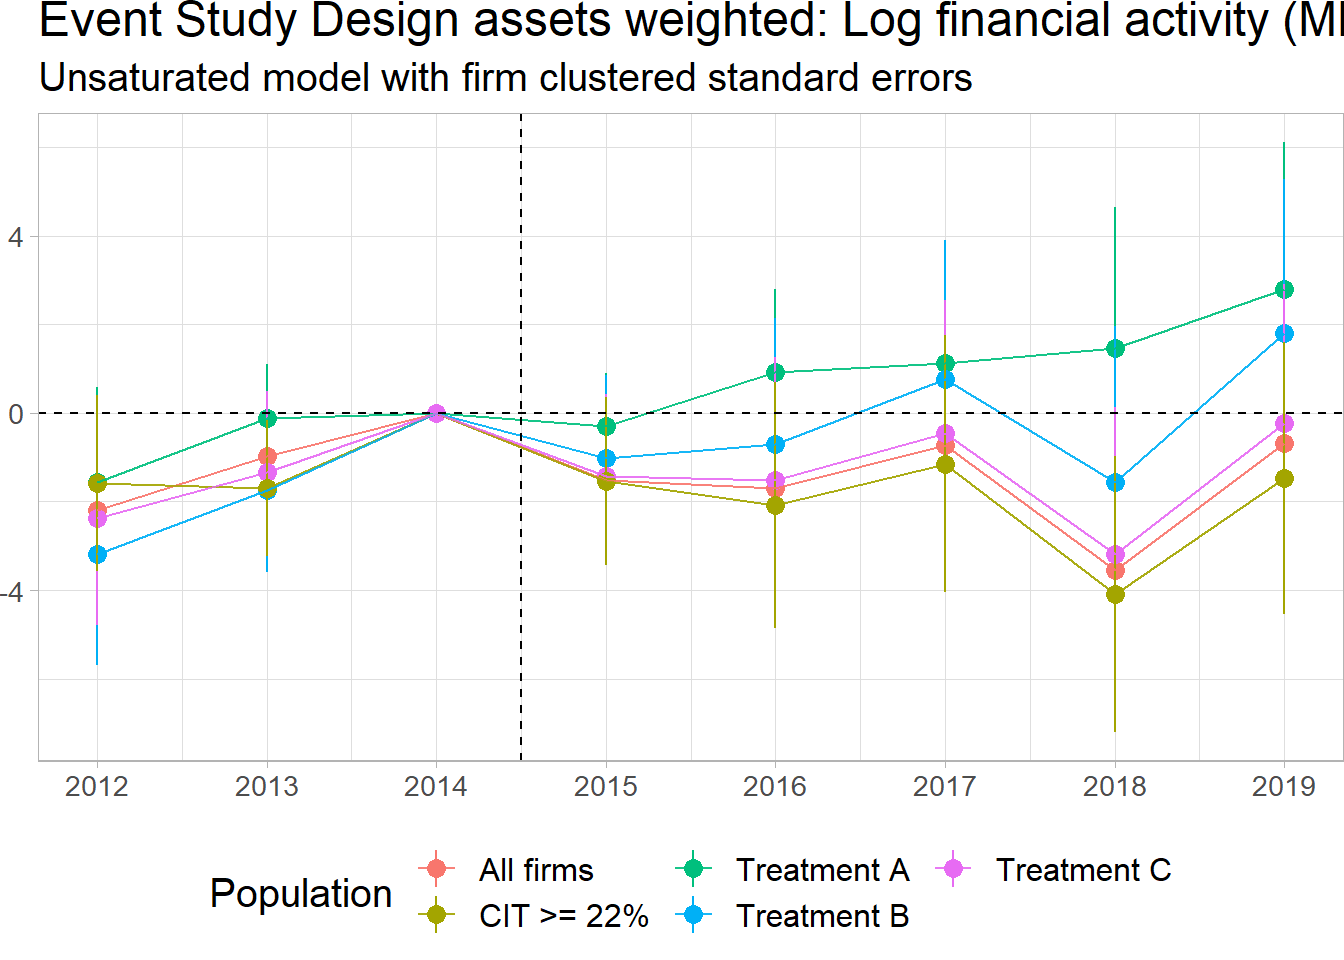 Event Study Design assets weighted: Log financial activity (M
Unsaturated model with firm clustered standard errors
4
0
-4
2012 2013 2014 2015 2016 2017 2018 2019
Population
All firms Treatment A Treatment C
CIT >= 22% Treatment B